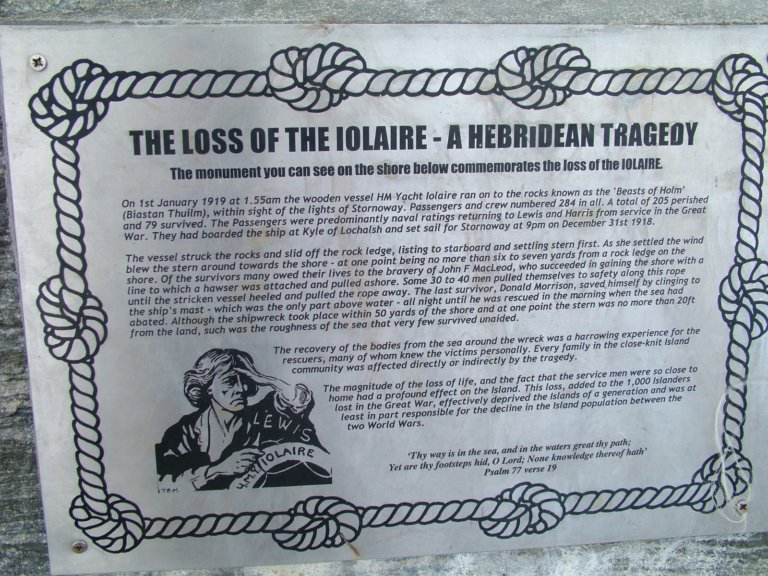 THE LOSS OF THE IOLAIRE - A HEBRIDEAN TRAGEDY
The monument you can see on the shore below commemorates the loss of the IOLAIRE.
On 1st January 1919 at 1.55am the wooden vessel HM Yacht Iolaire ran on to the rocks known as the 'Beasts of Holm'
(Biastan Thuilm), within sight of the lights of Stornoway. Passengers and crew numbered 284 in all. A total of 205 perished
and 79 survived. The Passengers were predominantly naval ratings returning to Lewis and Harris from service in the Great
War. They had boarded the ship at Kyle of Lochalsh and set sail for Stornoway at 9pm on December 31st 1918.
The vessel struck the rocks and slid off the rock ledge, listing to starboard and settling stern first. As she settled the wind
blew the stern around towards the shore - at one point being no more than six to seven yards from a rock ledge on the
shore. Of the survivors many owed their lives to the bravery of John F MacLeod, who succeeded in gaining the shore with a
line to which a hawser was attached and pulled ashore. Some 30 to 40 men pulled themselves to safety along this rope
until the stricken vessel heeled and pulled the rope away. The last survivor, Donald Morrison, saved himself by clinging to
the ship's mast - which was the only part above water - all night until he was rescued in the morning when the sea had
abated. Although the shipwreck took place within 50 yards of the shore and at one point the stern was no more than 20ft
from the land, such was the roughness of the sea that very few survived unaided.
The recovery of the bodies from the sea around the wreck was a harrowing experience for the
rescuers, many of whom knew the victims personally. Every family in the close-knit Island
community was affected directly or indirectly by the tragedy.
The magnitude of the loss of life, and the fact that the service men were so close to
home had a profound effect on the Island. This loss, added to the 1,000 Islanders
lost in the Great War, effectively deprived the Islands of a generation and was at
least in part responsible for the decline in the Island population between the
two World Wars.
LEWIS
H.M.Y. IOLAIRE
T.B.M.
'Thy way is in the sea, and in the waters great thy path;
Yet are thy footsteps hid, O Lord; None knowledge thereof hath'
Psalm 77 verse 19